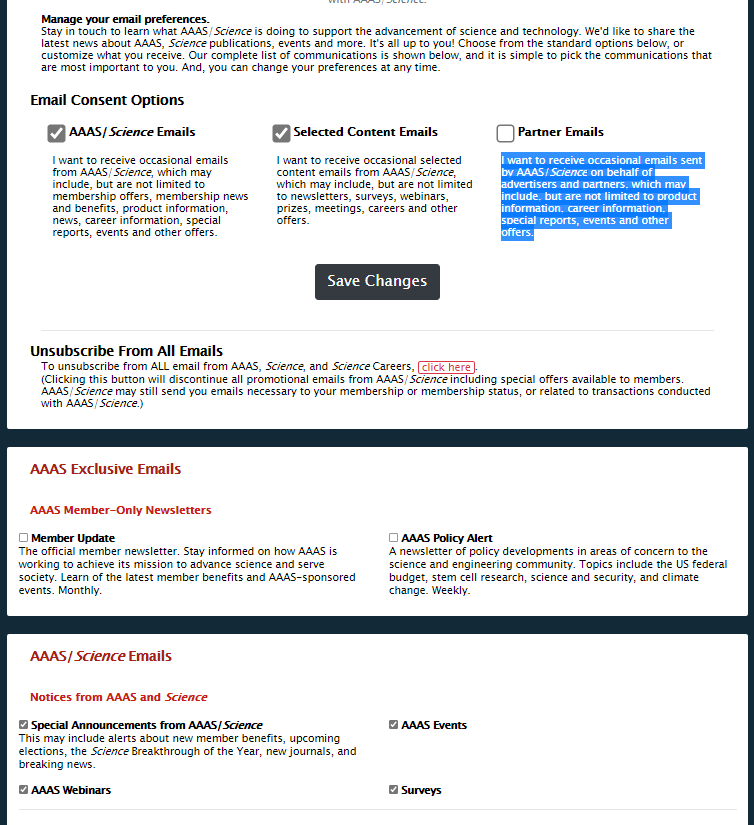 with AAAS/Science.
Manage your email preferences.
Stay in touch to learn what AAAS/Science is doing to support the advancement of science and technology. We'd like to share the
latest news about AAAS, Science publications, events and more. It's all up to you! Choose from the standard options below, or
customize what you receive. Our complete list of communications is shown below, and it is simple to pick the communications that
are most important to you. And, you can change your preferences at any time.
Email Consent Options
AAAS/Science Emails
I want to receive occasional emails
from AAAS/Science, which may
include, but are not limited to
membership offers, membership news
and benefits, product information,
news, career information, special
reports, events and other offers.
Selected Content Emails
I want to receive occasional selected
content emails from AAAS/Science,
which may include, but are not limited
to newsletters, surveys, webinars,
prizes, meetings, careers and other
offers.
Partner Emails
I want to receive occasional emails sent
by AAAS/Science on behalf of
advertisers and partners, which may
include, but are not limited to product
information, career information,
special reports, events and other
offers.
Save Changes
Unsubscribe From All Emails
To unsubscribe from ALL email from AAAS, Science, and Science Careers, click here.
(Clicking this button will discontinue all promotional emails from AAAS/Science including special offers available to members.
AAAS/Science may still send you emails necessary to your membership or membership status, or related to transactions conducted
with AAAS/Science.)
AAAS Exclusive Emails
AAAS Member-Only Newsletters
Member Update
The official member newsletter. Stay informed on how AAAS is
working to achieve its mission to advance science and serve
society. Learn of the latest member benefits and AAAS-sponsored
events. Monthly.
AAAS Policy Alert
A newsletter of policy developments in areas of concern to the
science and engineering community. Topics include the US federal
budget, stem cell research, science and security, and climate
change. Weekly.
AAAS/Science Emails
Notices from AAAS and Science
Special Announcements from AAAS/Science
This may include alerts about new member benefits, upcoming
elections, the Science Breakthrough of the Year, new journals, and
breaking news.
AAAS Events
AAAS Webinars
Surveys